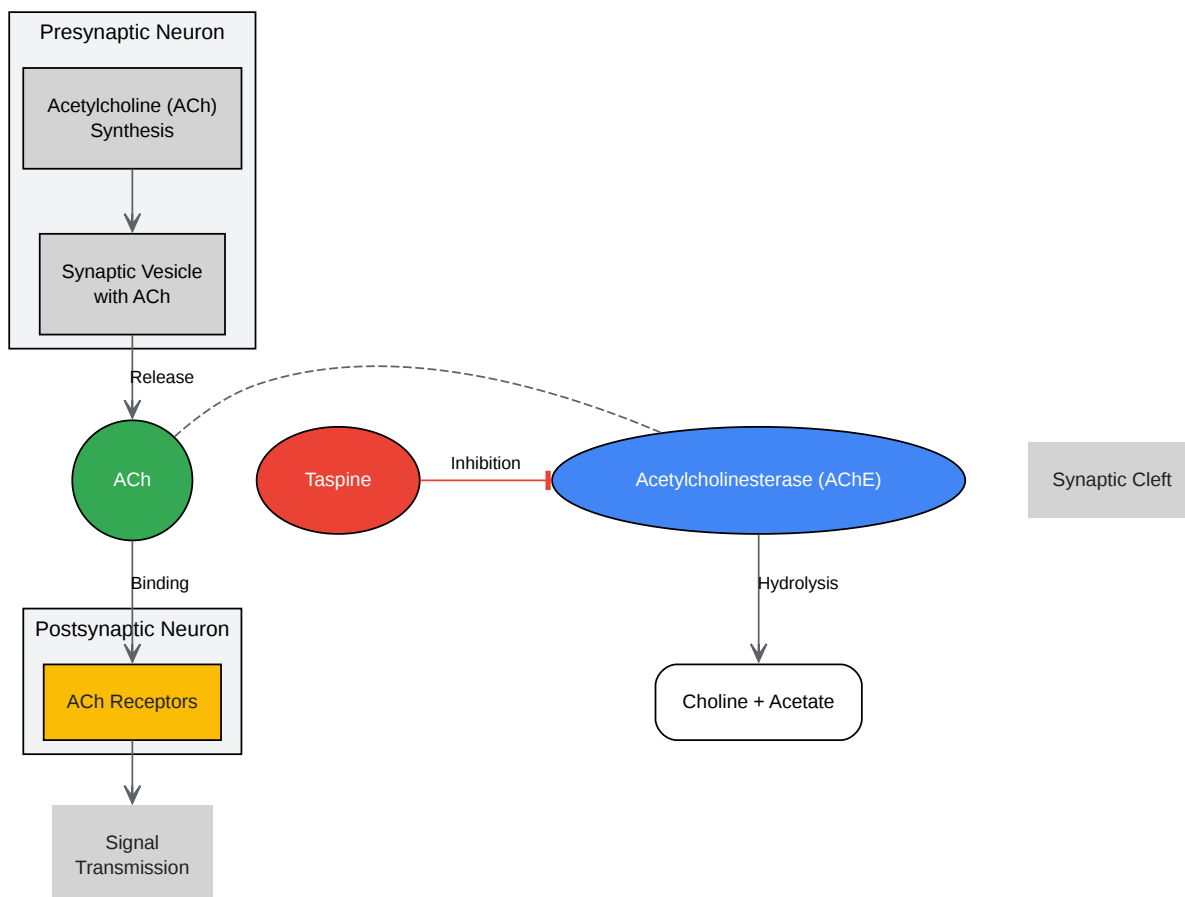 Presynaptic Neuron
Acetylcholine (ACh)
Synthesis
Synaptic Vesicle
with ACh
Release
ACh
Taspine
Inhibition
Acetylcholinesterase (AChE)
Synaptic Cleft
Binding
Hydrolysis
Postsynaptic Neuron
ACh Receptors
Choline + Acetate
Signal
Transmission